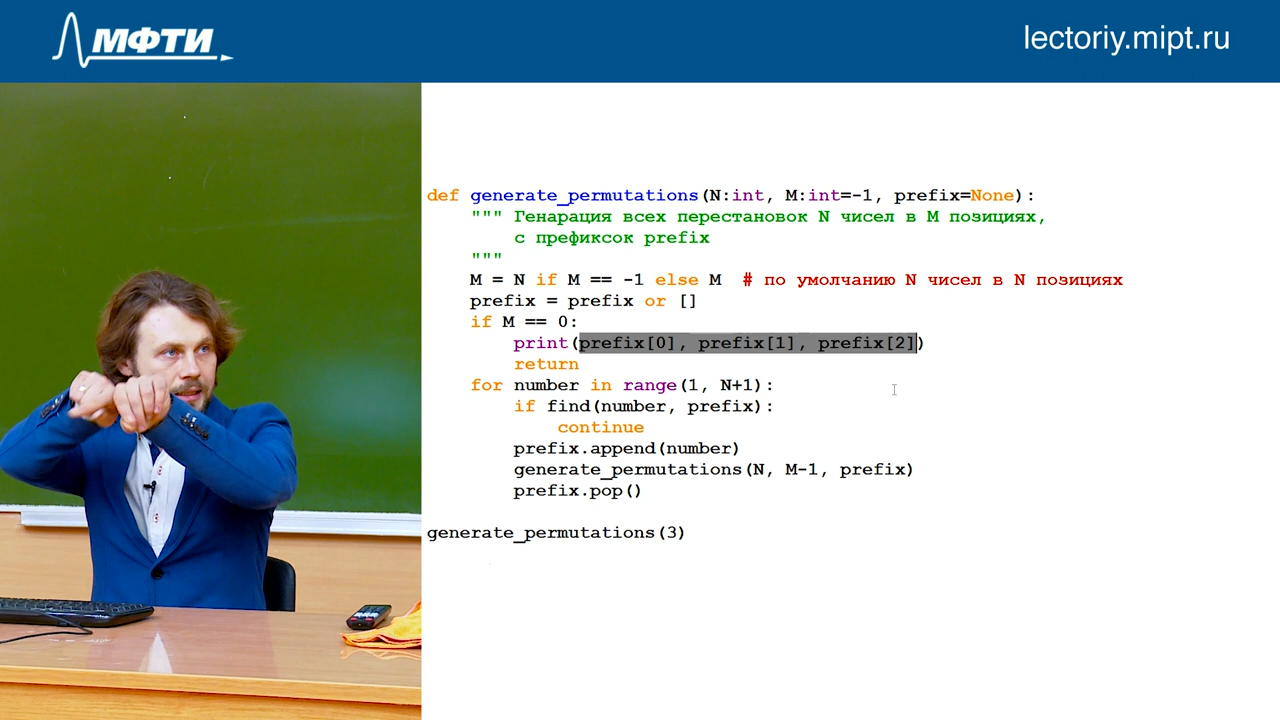 МФТИ
lectoriy.mipt.ru
def generate_permutations(N:int, M:int=-1, prefix=None):
""" Генарация всех перестановок N чисел в M позициях,
с префиксок prefix
"""
M = N if M == -1 else M # по умолчанию N чисел в N позициях
prefix = prefix or []
if M == 0:
print(prefix[0], prefix[1], prefix[2])
return
for number in range(1, N+1):
if find(number, prefix):
continue
prefix.append(number)
generate_permutations(N, M-1, prefix)
prefix.pop()
generate_permutations(3)